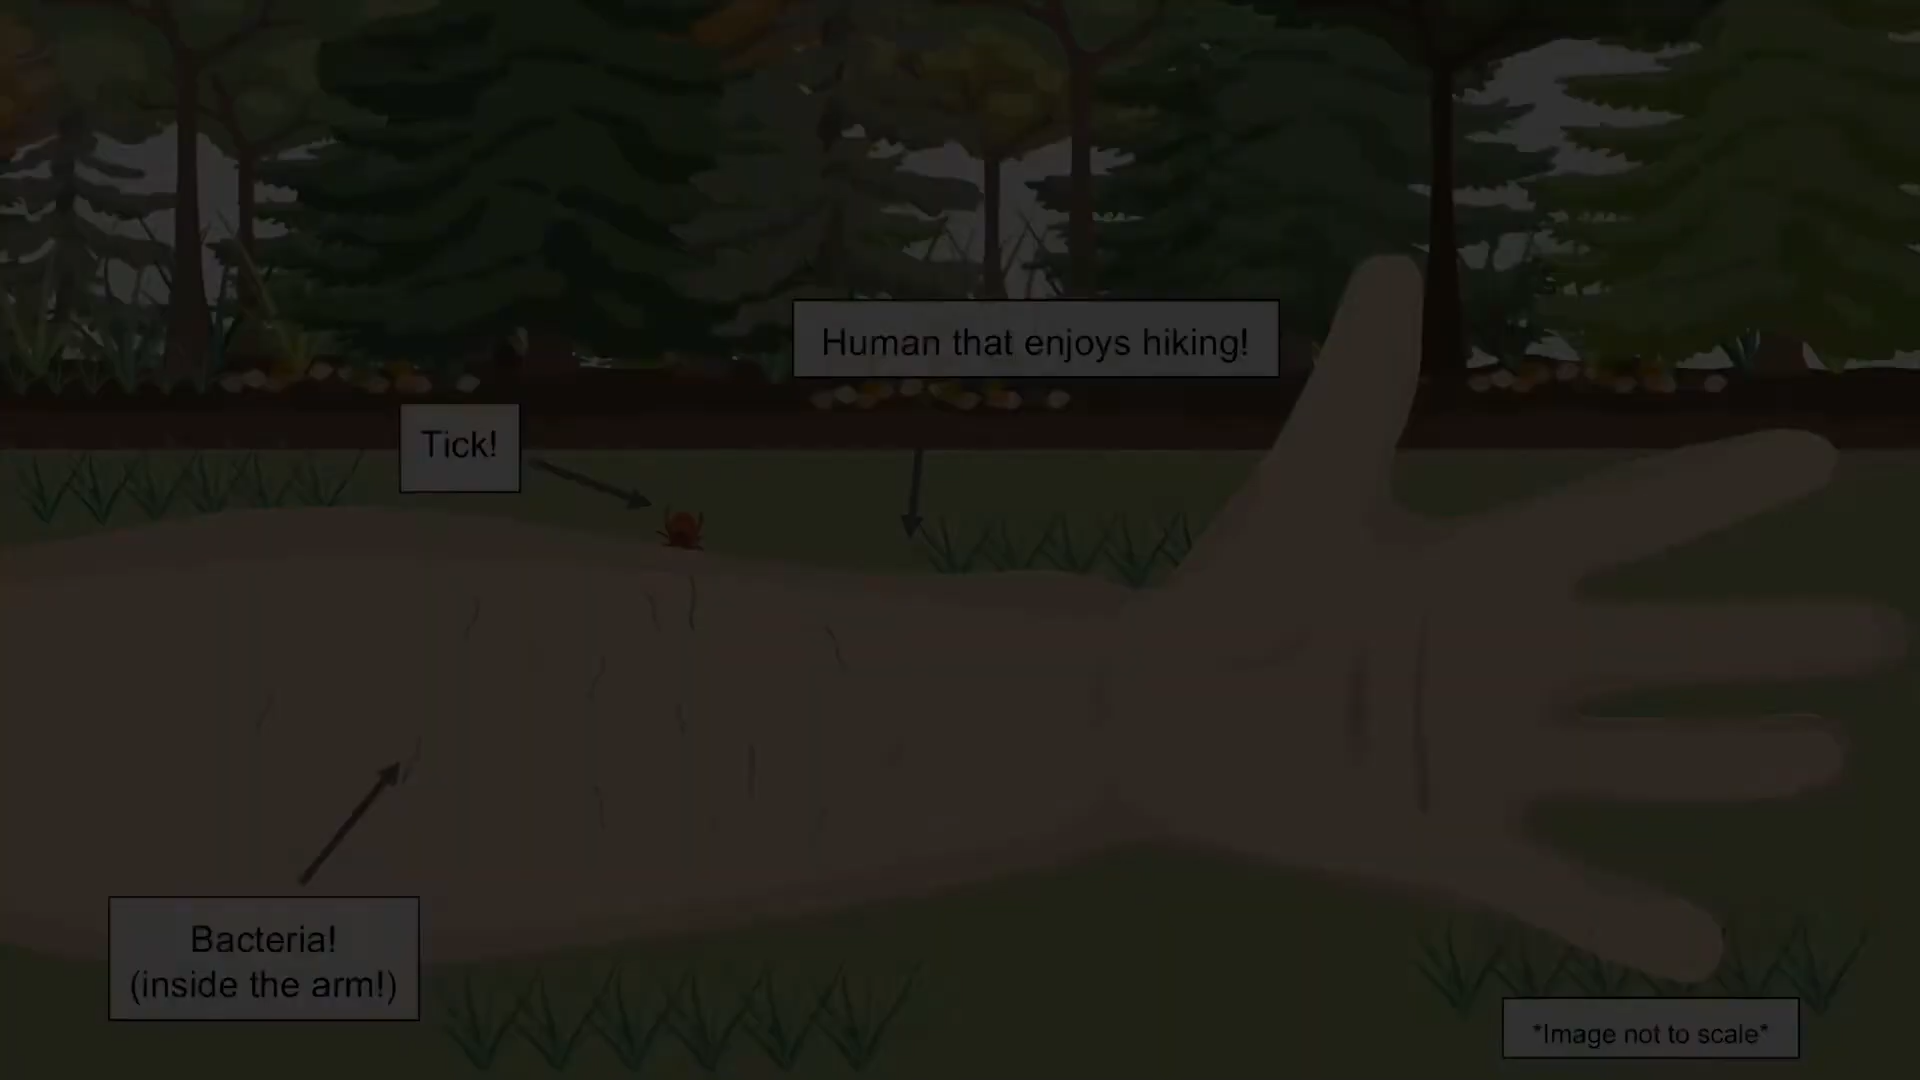 Human that enjoys hiking!
Tick!
Bacteria!
(inside the arm!)
*Image not to scale*